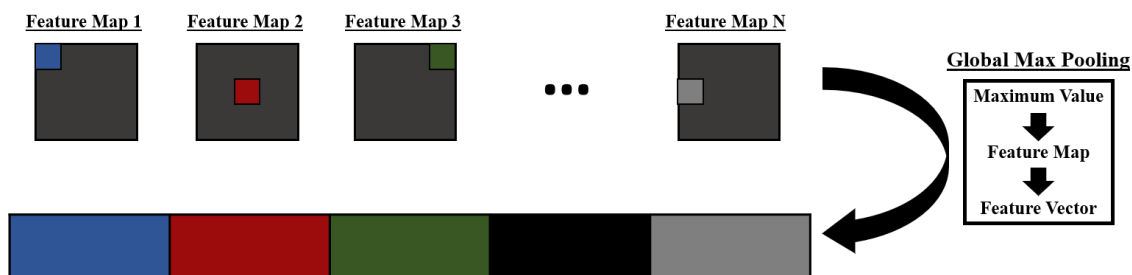 Feature Map 1
Feature Map 2
Feature Map 3
Feature Map N
...
Global Max Pooling
Maximum Value
Feature Map
Feature Vector